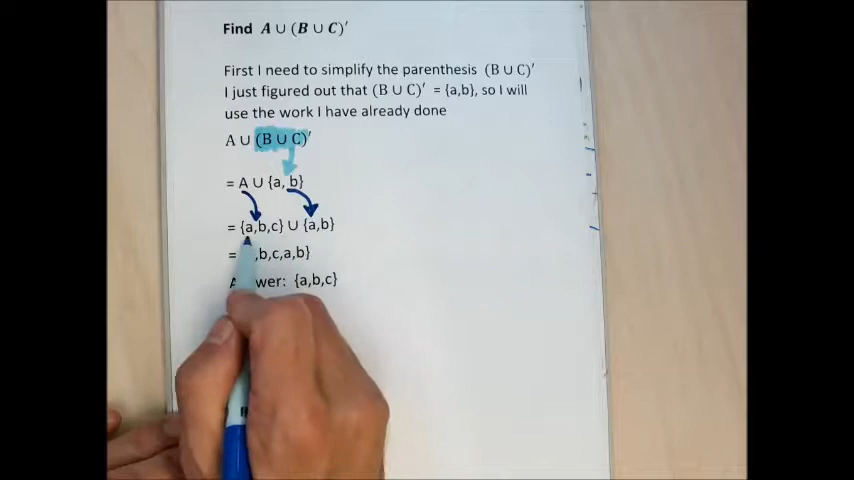 Find A ∪ (B ∪ C)′
First I need to simplify the parenthesis (B ∪ C)′
I just figured out that (B ∪ C)′ = {a,b}, so I will
use the work I have already done
A ∪ (B ∪ C)′
= A ∪ {a, b}
= {a,b,c} ∪ {a,b}
= ,b,c,a,b}
{a,b,c}